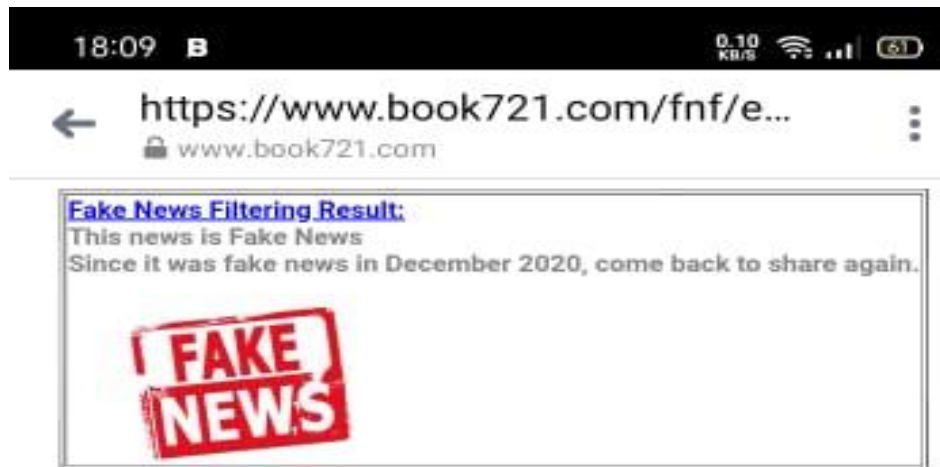 18:09 B 0.10 KB/S 61
https://www.book721.com/fnf/e...
www.book721.com
Fake News Filtering Result:
This news is Fake News
Since it was fake news in December 2020, come back to share again.
FAKE
NEWS